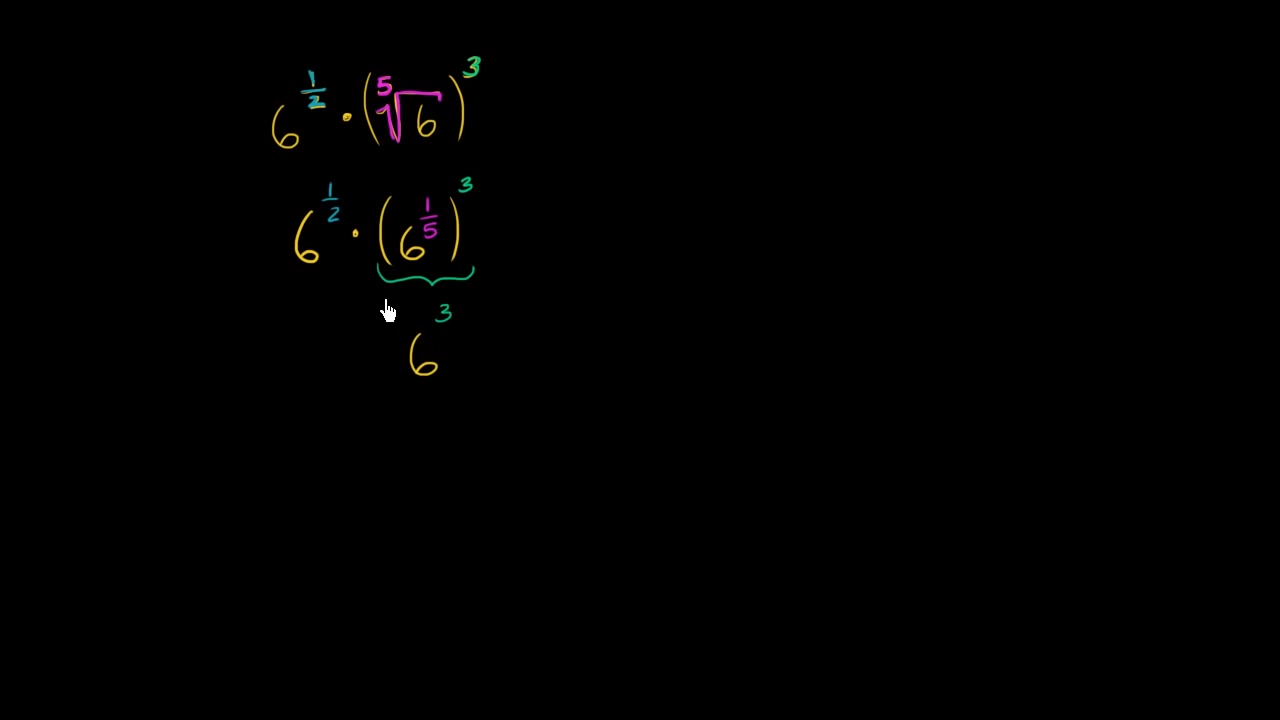 6^{1/2} · (⁵√6)^3
6^{1/2} · (6^{1/5})^3
6^3